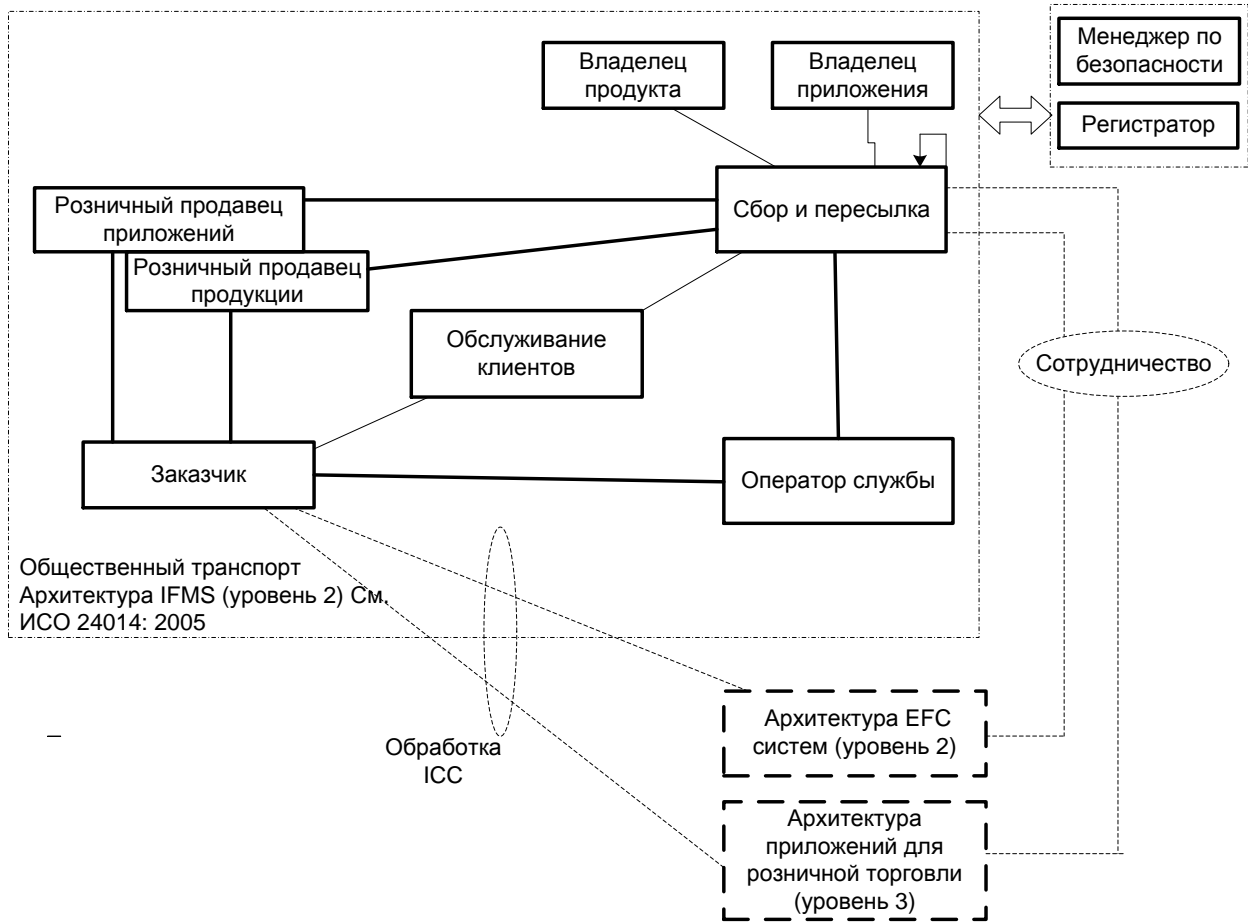 Менеджер по
безопасности
Регистратор
Владелец
продукта
Владелец
приложения
Розничный продавец
приложений
Сбор и пересылка
Розничный продавец
продукции
Обслуживание
клиентов
Сотрудничество
Заказчик
Оператор службы
Общественный транспорт
Архитектура IFMS (уровень 2) См.
ИСО 24014: 2005
Обработка
ICC
Архитектура EFC
систем (уровень 2)
Архитектура
приложений для
розничной торговли
(уровень 3)